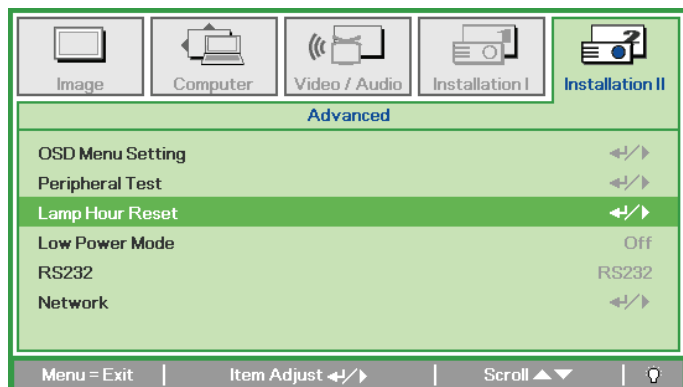 Image
Computer
Video / Audio
Installation I
Installation II
Advanced
OSD Menu Setting
Peripheral Test
Lamp Hour Reset
Low Power Mode Off
RS232 RS232
Network
Menu = Exit Item Adjust Scroll